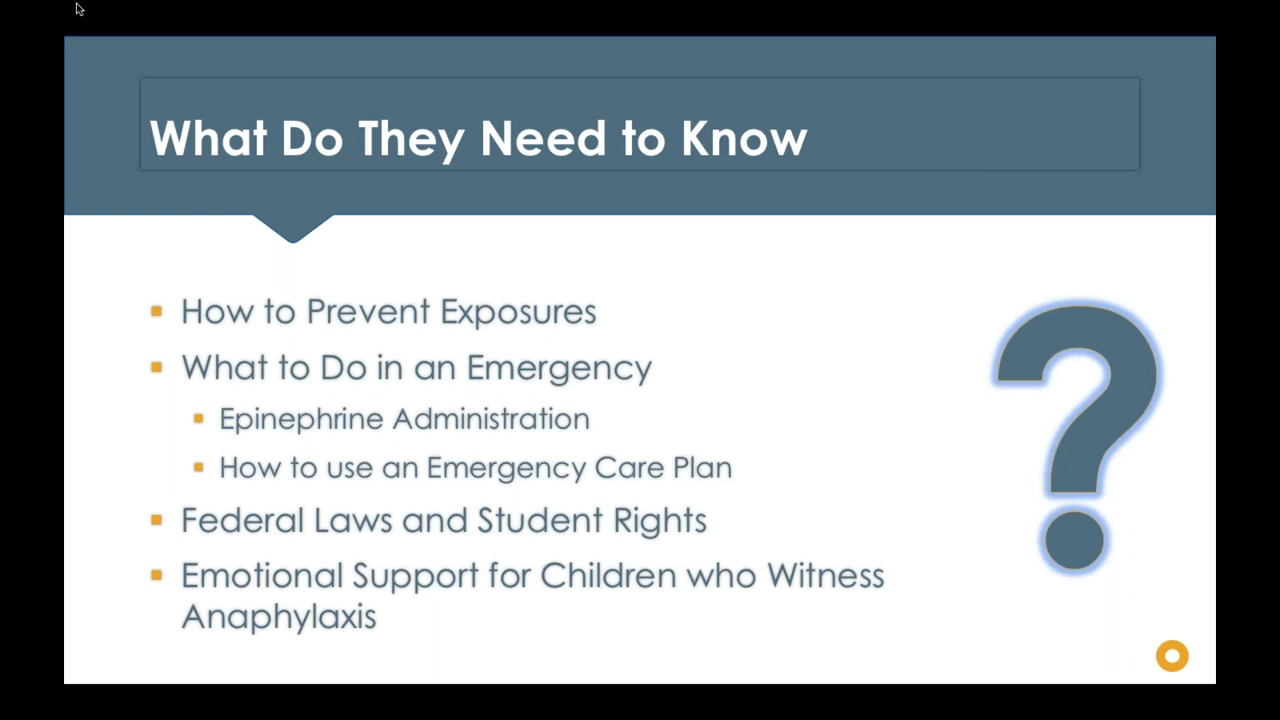 What Do They Need to Know
How to Prevent Exposures
What to Do in an Emergency
Epinephrine Administration
How to use an Emergency Care Plan
Federal Laws and Student Rights
Emotional Support for Children who Witness
Anaphylaxis
?